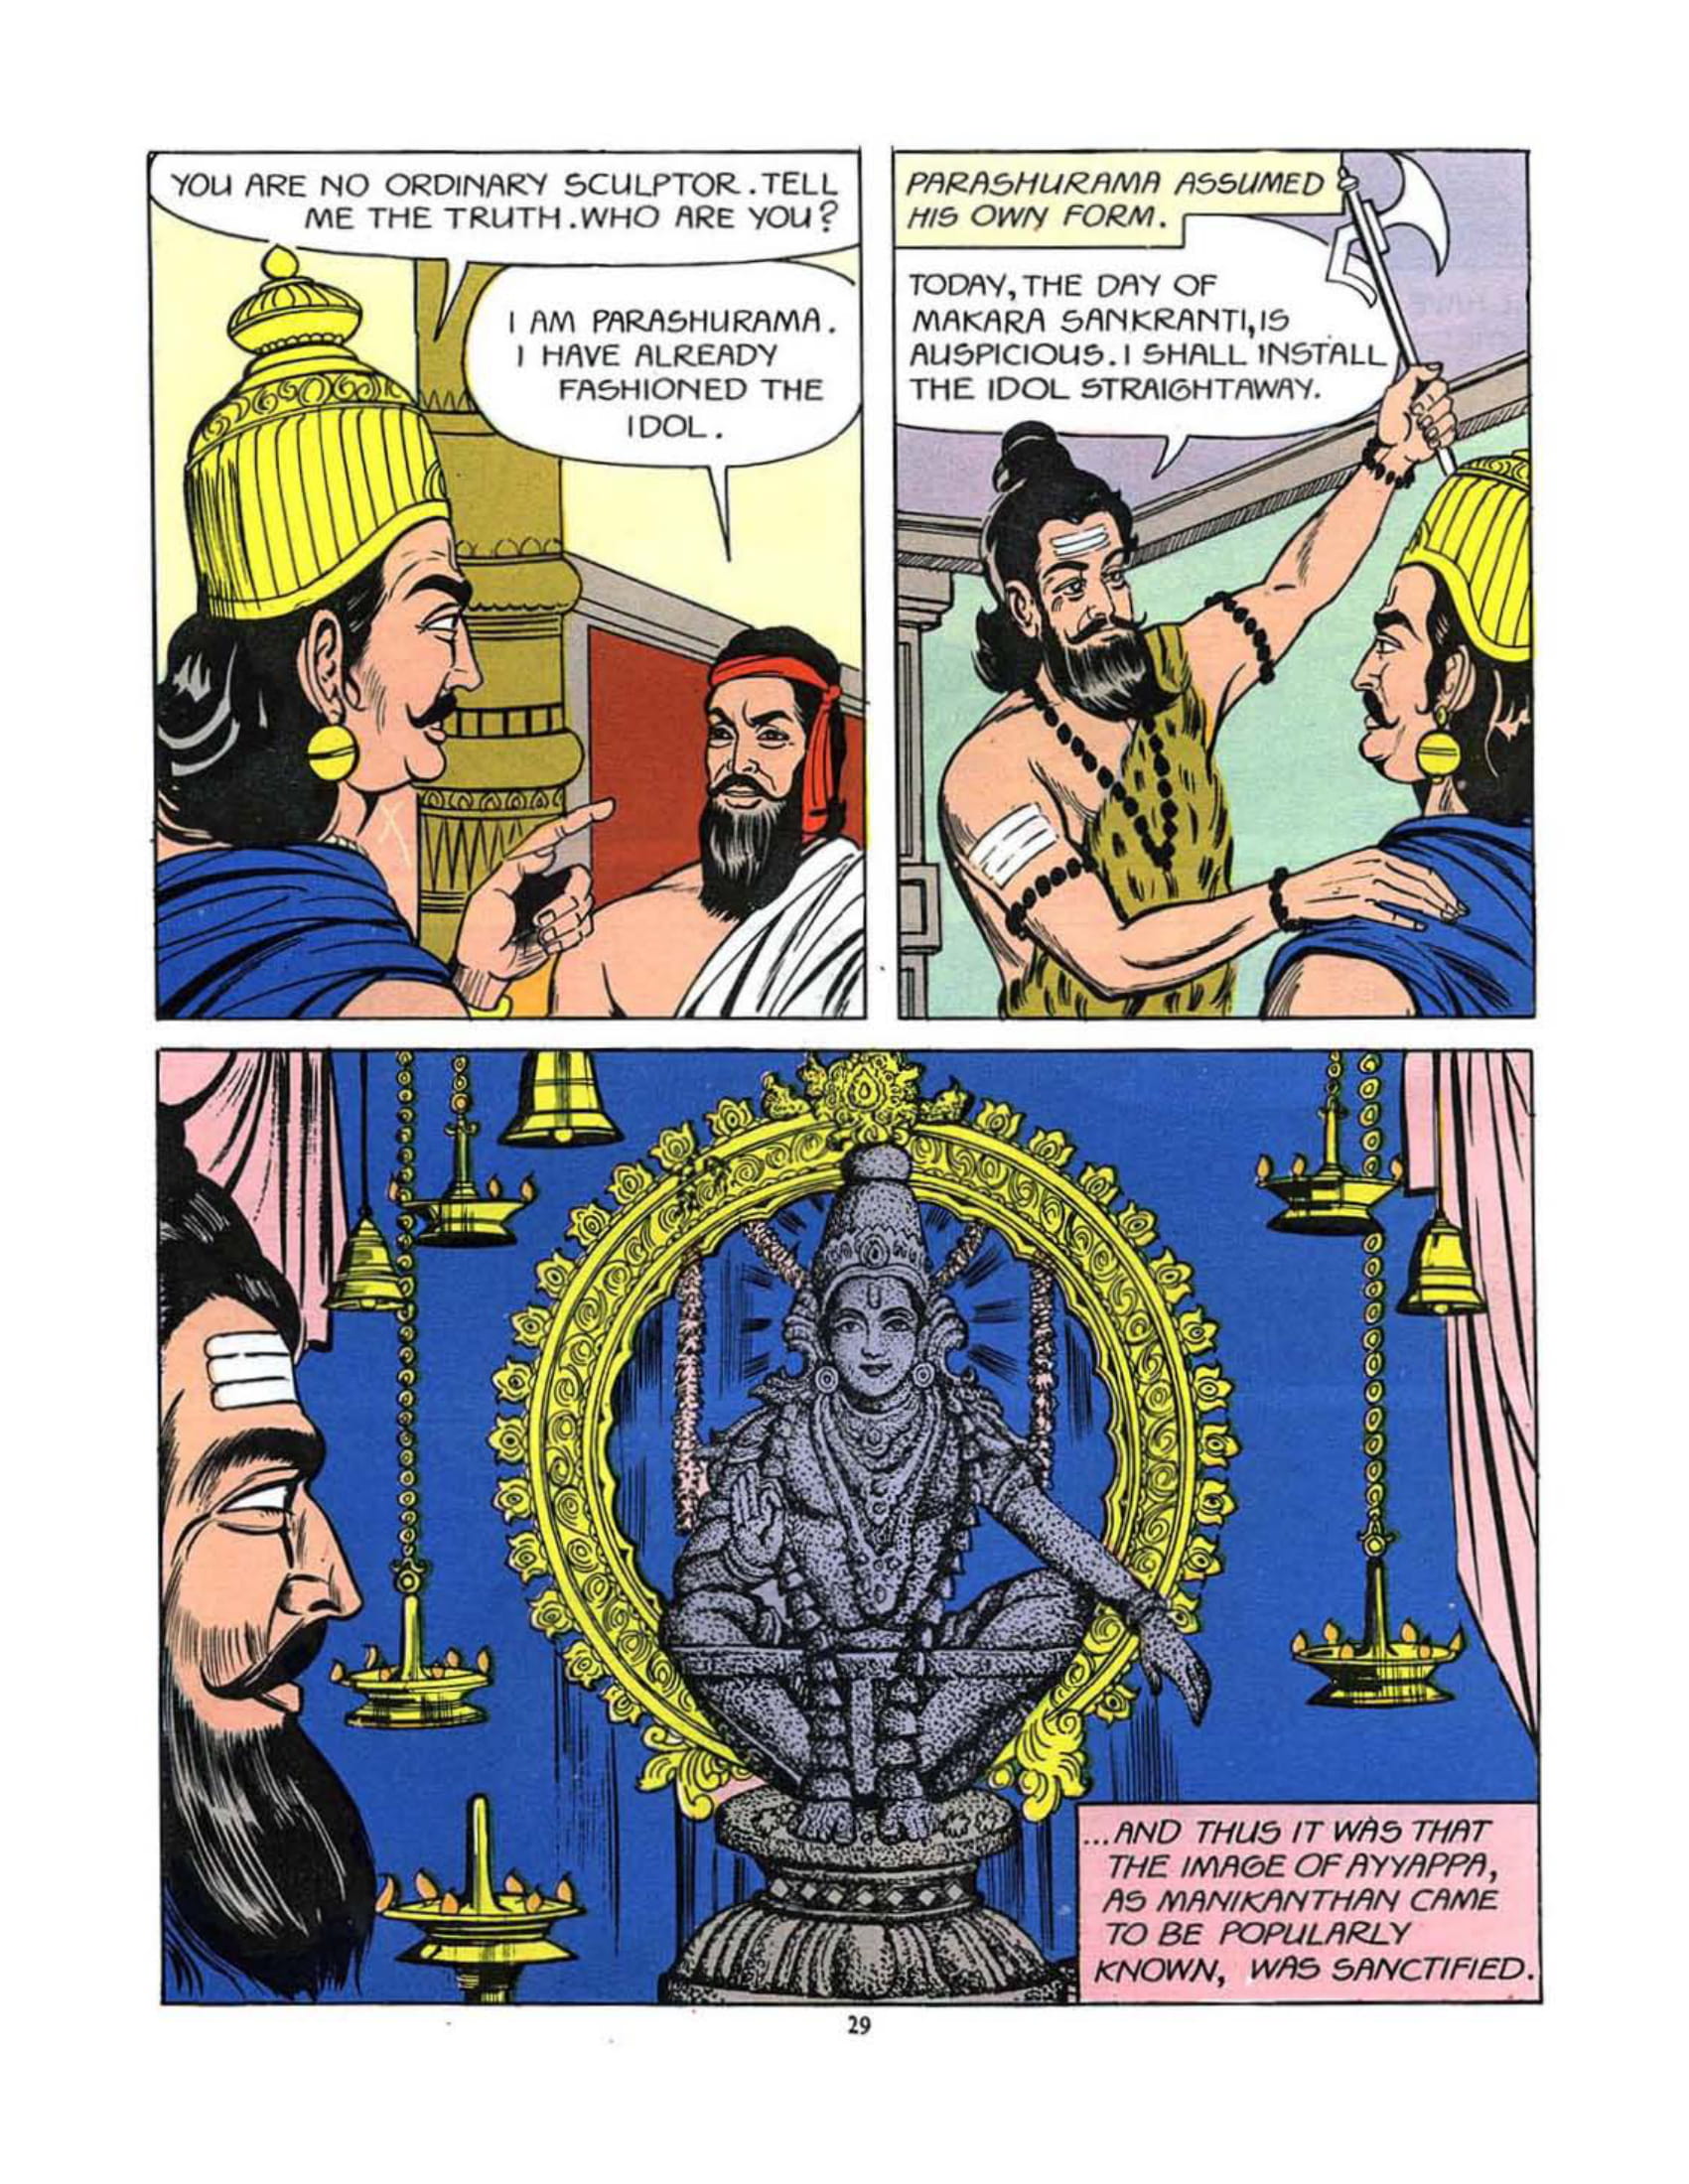 YOU ARE NO ORDINARY SCULPTOR. TELL
ME THE TRUTH. WHO ARE YOU?
I AM PARASHURAMA.
I HAVE ALREADY
FASHIONED THE
IDOL.
PARASHURAMA ASSUMED
HIS OWN FORM.
TODAY, THE DAY OF
MAKARA SANKRANTI, IS
AUSPICIOUS. I SHALL INSTALL
THE IDOL STRAIGHTAWAY.
...AND THUS IT WAS THAT
THE IMAGE OF AYYAPPA,
AS MANIKANTHAN CAME
TO BE POPULARLY
KNOWN, WAS SANCTIFIED.
29